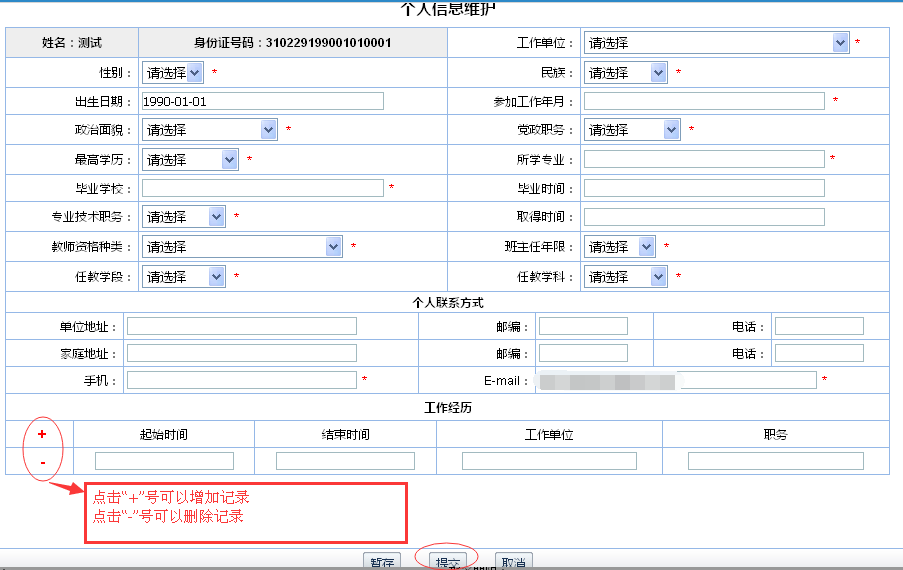 个人信息维护
姓名：测试 身份证号码：310229199001010001 工作单位： 请选择 *
性别： 请选择 * 民族： 请选择 *
出生日期： 1990-01-01 参加工作年月： *
政治面貌： 请选择 * 党政职务： 请选择 *
最高学历： 请选择 * 所学专业： *
毕业学校： * 毕业时间：
专业技术职务： 请选择 * 取得时间：
教师资格种类： 请选择 * 班主任年限： 请选择 *
任教学段： 请选择 * 任教学科： 请选择 *
个人联系方式
单位地址： 邮编： 电话：
家庭地址： 邮编： 电话：
手机： * E-mail： *
工作经历
+ 起始时间 结束时间 工作单位 职务
-
点击“+”号可以增加记录
点击“-”号可以删除记录
暂存 提交 取消